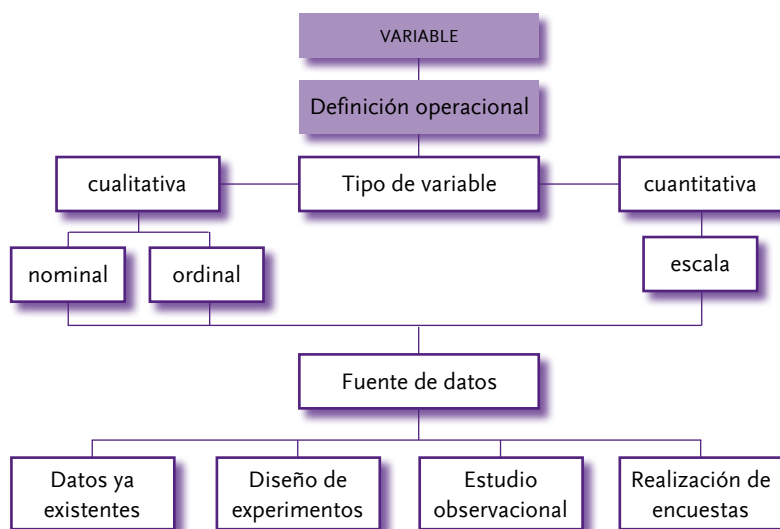 VARIABLE
Definición operacional
cualitativa
Tipo de variable
cuantitativa
nominal
ordinal
escala
Fuente de datos
Datos ya
existentes
Diseño de
experimentos
Estudio
observacional
Realización de
encuestas